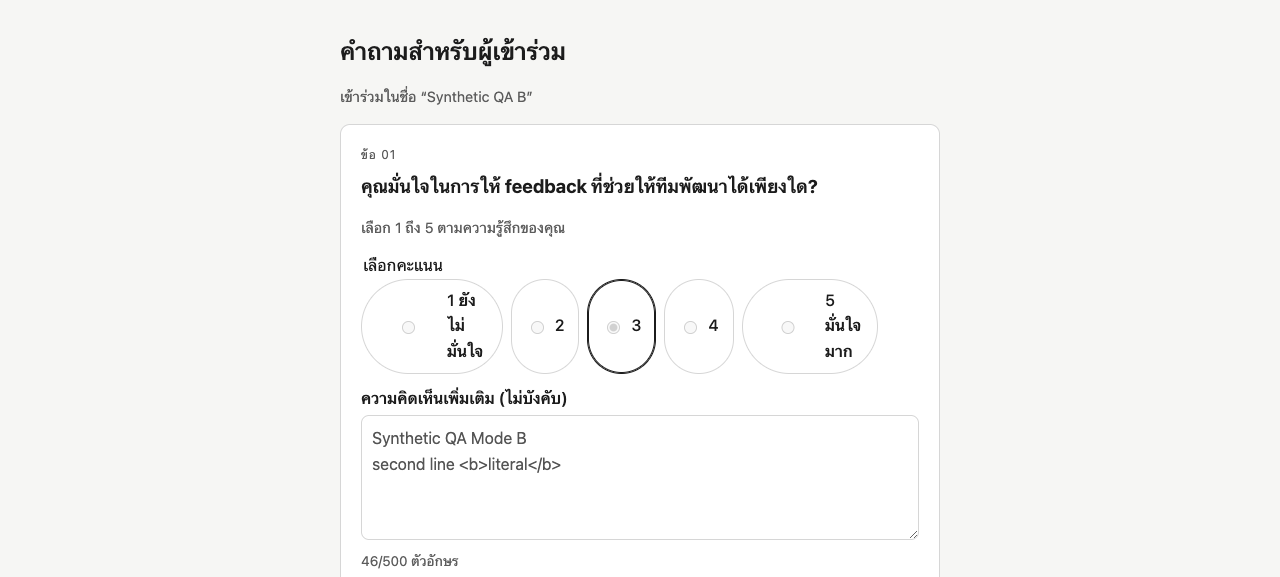 คำถามสำหรับผู้เข้าร่วม
เข้าร่วมในชื่อ “Synthetic QA B”
ข้อ 01
คุณมั่นใจในการให้ feedback ที่ช่วยให้ทีมพัฒนาได้เพียงใด?
เลือก 1 ถึง 5 ตามความรู้สึกของคุณ
เลือกคะแนน
1 ยัง
ไม่
มั่นใจ
2
3
4
5
มั่นใจ
มาก
ความคิดเห็นเพิ่มเติม (ไม่บังคับ)
Synthetic QA Mode B
second line <b>literal</b>
46/500 ตัวอักษร